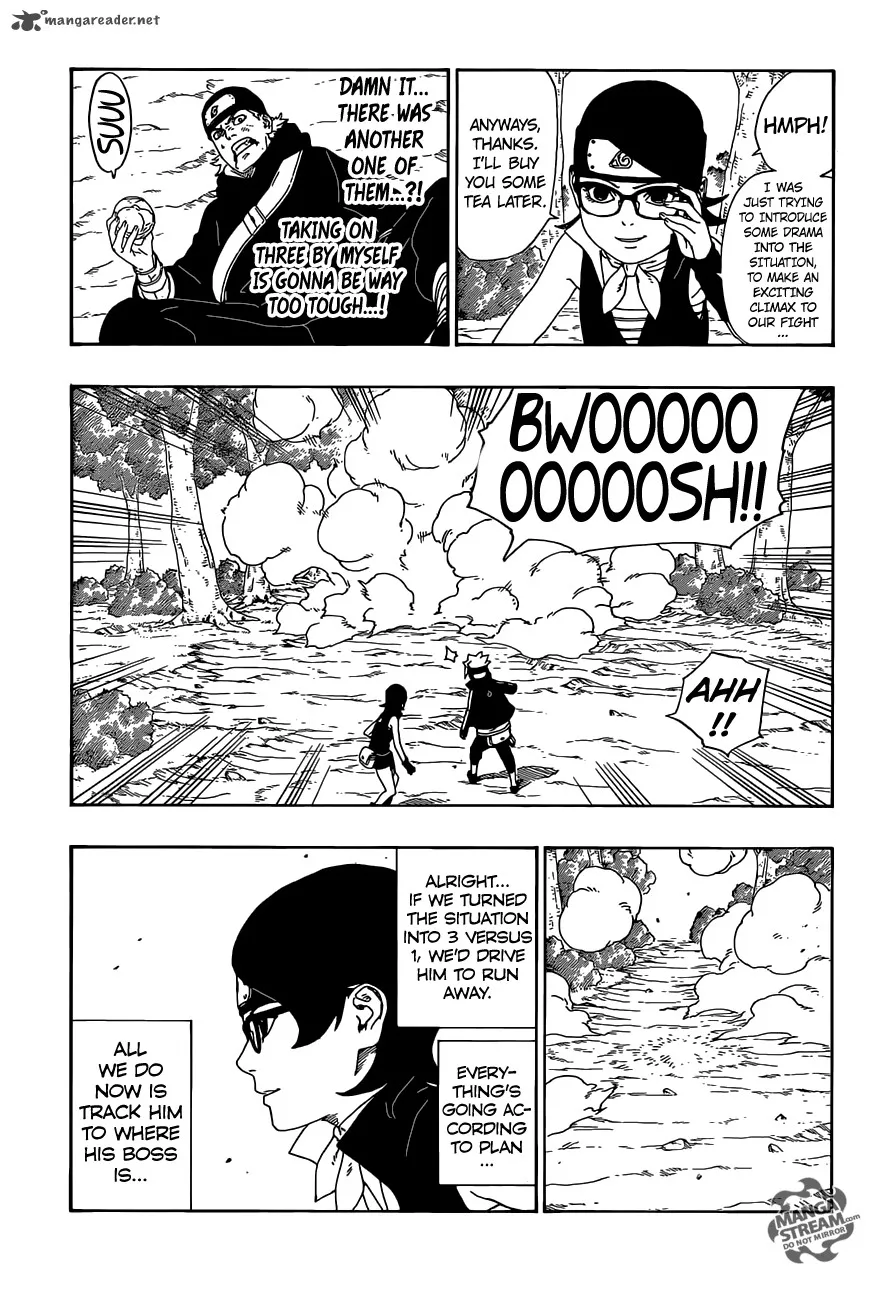 mangareader.net
HMPH!
I WAS
JUST TRYING
TO INTRODUCE
SOME DRAMA
INTO THE
SITUATION,
TO MAKE AN
EXCITING
CLIMAX TO
OUR FIGHT
...
ANYWAYS,
THANKS.
I'LL BUY
YOU SOME
TEA LATER.
DAMN IT...
THERE WAS
ANOTHER
ONE OF
THEM...?!
TAKING ON
THREE BY MYSELF
IS GONNA BE WAY
TOO TOUGH...!
SUUU
BWOOOOO
OOOOOSH!!
AHH
!!
ALRIGHT...
IF WE TURNED
THE SITUATION
INTO 3 VERSUS
1, WE'D DRIVE
HIM TO RUN
AWAY.
EVERY-
THING'S
GOING AC-
CORDING
TO PLAN
...
ALL
WE DO
NOW IS
TRACK HIM
TO WHERE
HIS BOSS
IS...
MANGA
STREAM.com
DO NOT MIRROR